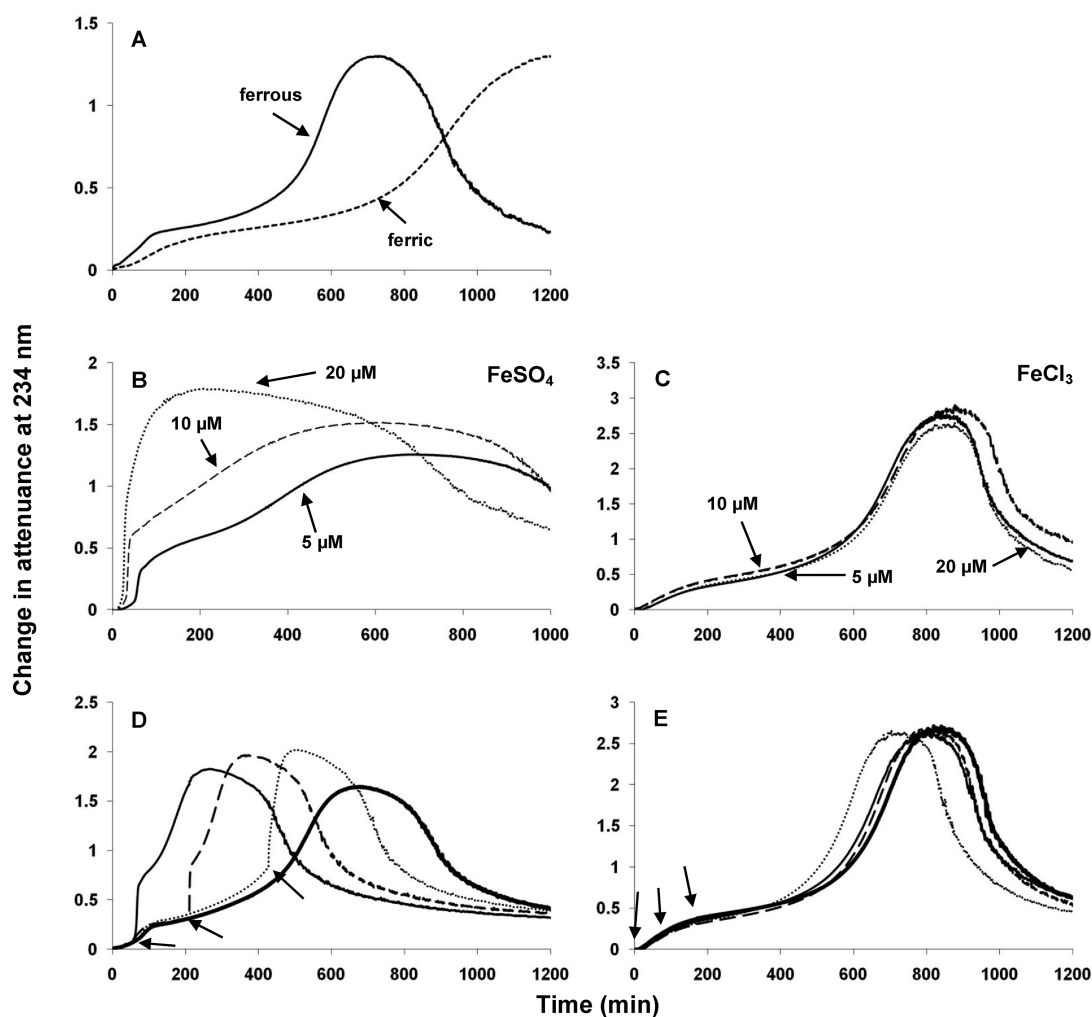 Change in attenuance at 234 nm
A
1.5
1
0.5
0
ferrous
ferric
0 200 400 600 800 1000 1200
B
FeSO₄
2
1.5
1
0.5
0
20 µM
10 µM
5 µM
0 200 400 600 800 1000
C
FeCl₃
3.5
3
2.5
2
1.5
1
0.5
0
10 µM
5 µM
20 µM
0 200 400 600 800 1000 1200
D
2.5
2
1.5
1
0.5
0
0 200 400 600 800 1000 1200
E
3
2.5
2
1.5
1
0.5
0
0 200 400 600 800 1000 1200
Time (min)